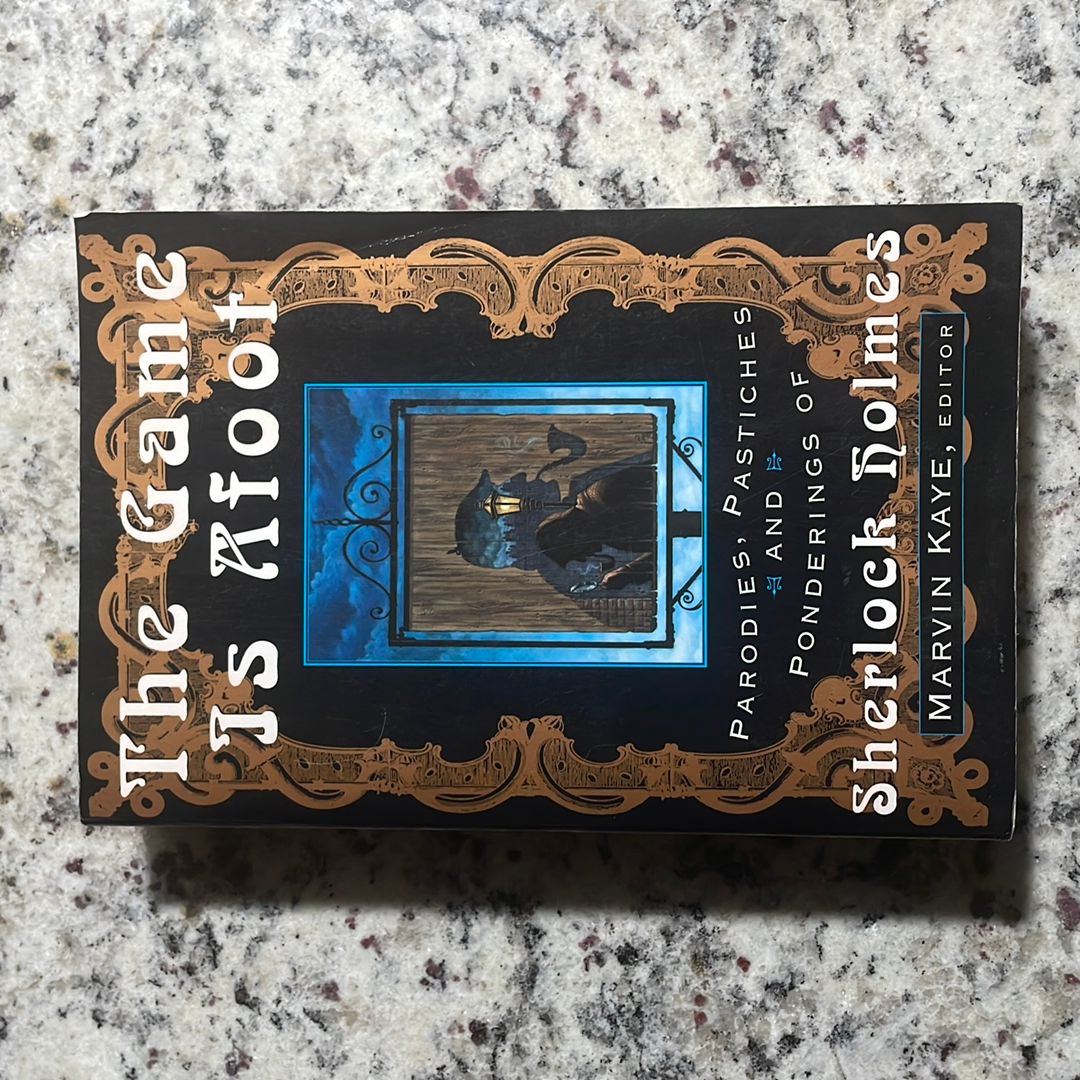 The Game
Is Afoot
Parodies, Pastiches
and
Ponderings of
Sherlock Holmes
Marvin Kaye, Editor